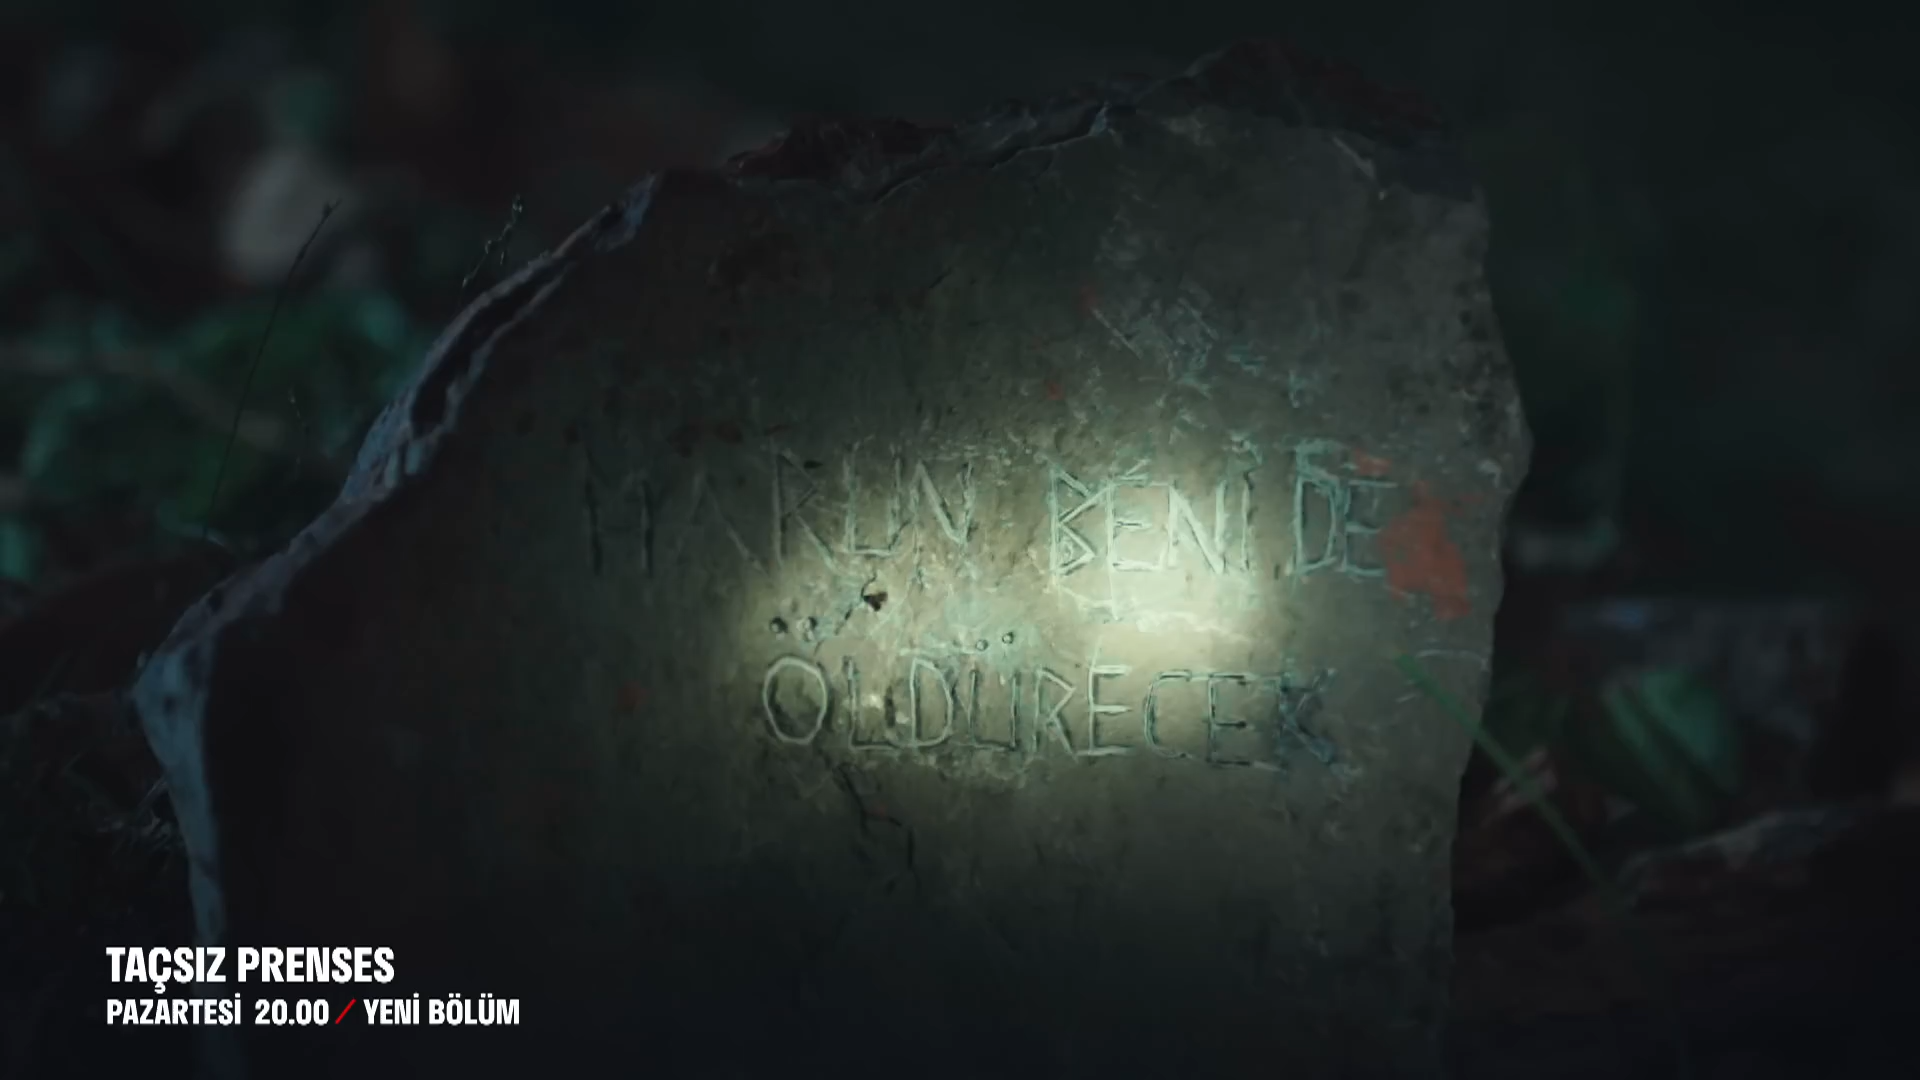 HARUN BENİ DE
ÖLDÜRECEK
TAÇSIZ PRENSES
PAZARTESİ 20.00 / YENİ BÖLÜM